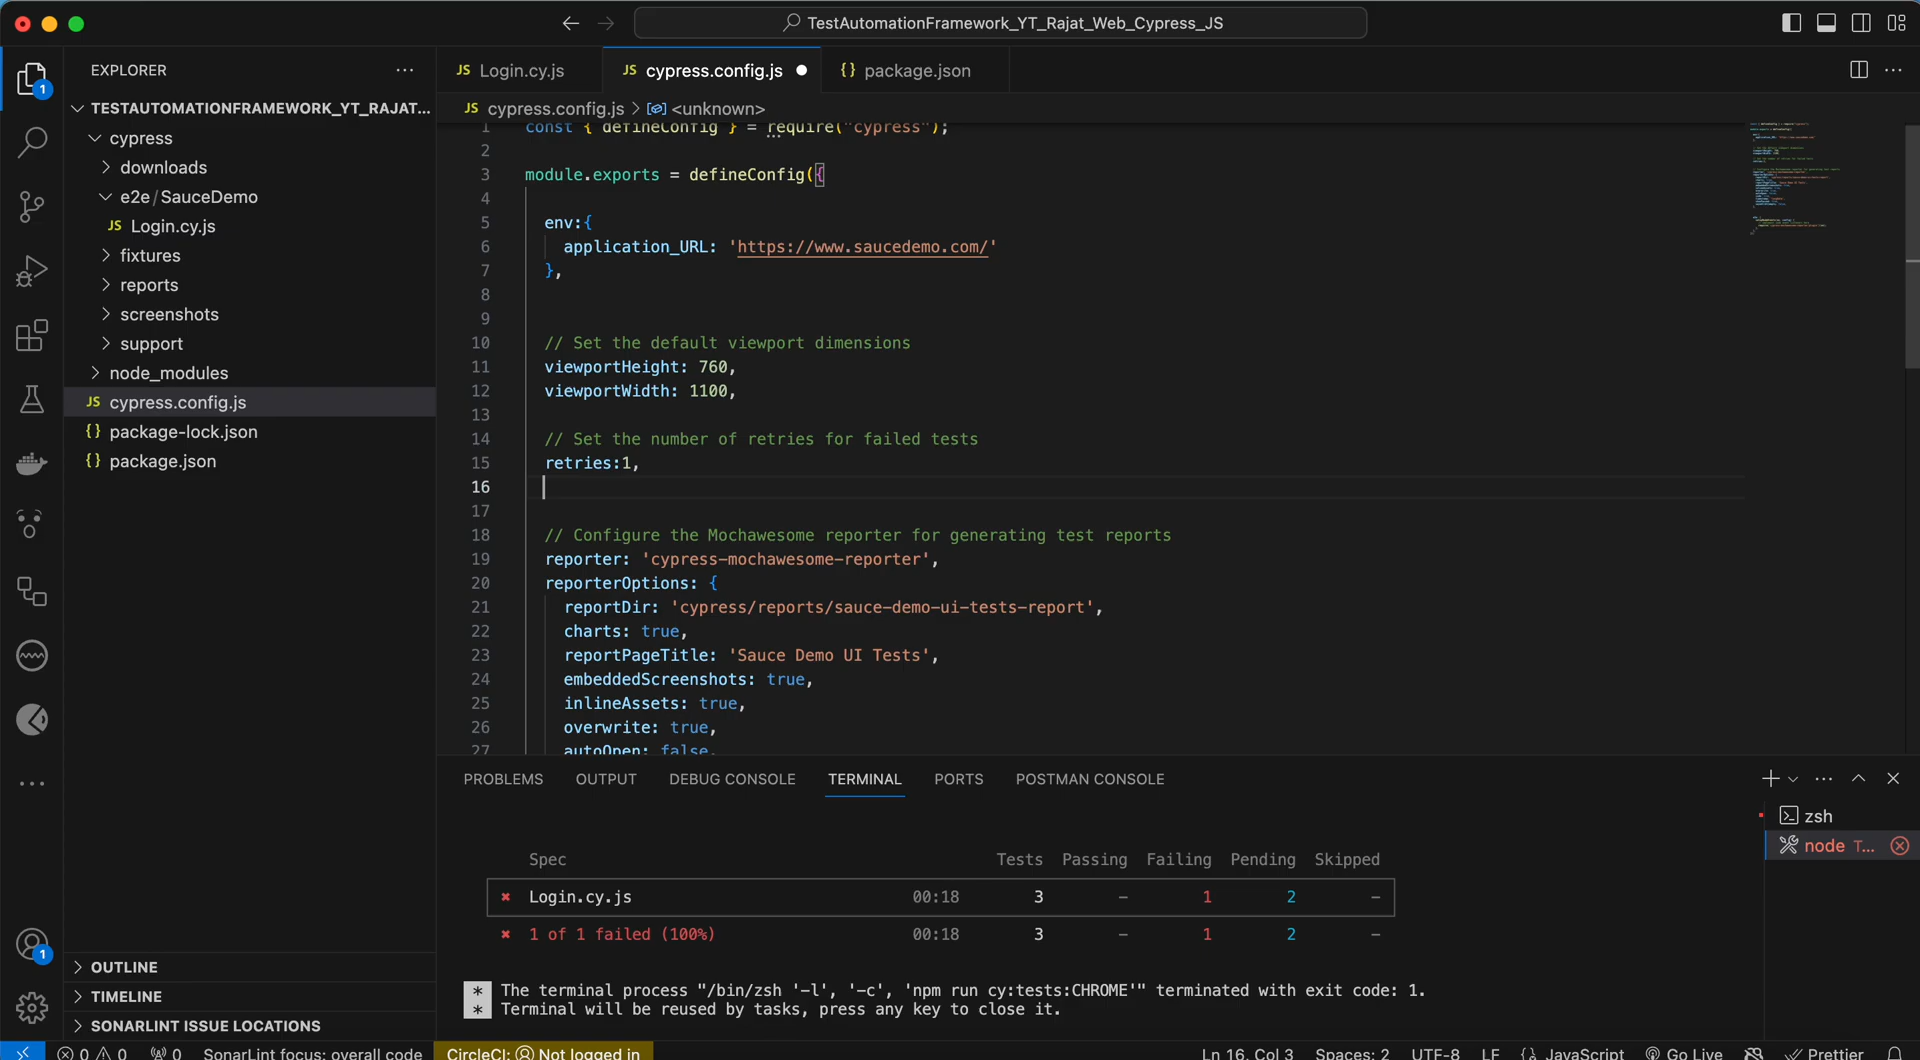 TestAutomationFramework_YT_Rajat_Web_Cypress_JS
EXPLORER
1
TESTAUTOMATIONFRAMEWORK_YT_RAJAT...
cypress
downloads
e2e / SauceDemo
JS Login.cy.js
fixtures
reports
screenshots
support
node_modules
JS cypress.config.js
{} package-lock.json
{} package.json
OUTLINE
TIMELINE
SONARLINT ISSUE LOCATIONS
1
JS Login.cy.js
JS cypress.config.js
{} package.json
JS cypress.config.js > <unknown>
1 const { defineConfig } = require("cypress");
2
3 module.exports = defineConfig({
4
5 env:{
6 application_URL: 'https://www.saucedemo.com/'
7 },
8
9
10 // Set the default viewport dimensions
11 viewportHeight: 760,
12 viewportWidth: 1100,
13
14 // Set the number of retries for failed tests
15 retries:1,
16
17
18 // Configure the Mochawesome reporter for generating test reports
19 reporter: 'cypress-mochawesome-reporter',
20 reporterOptions: {
21 reportDir: 'cypress/reports/sauce-demo-ui-tests-report',
22 charts: true,
23 reportPageTitle: 'Sauce Demo UI Tests',
24 embeddedScreenshots: true,
25 inlineAssets: true,
26 overwrite: true,
27 autoOpen: false,
PROBLEMS OUTPUT DEBUG CONSOLE TERMINAL PORTS POSTMAN CONSOLE
zsh
node T...
Spec Tests Passing Failing Pending Skipped
✖ Login.cy.js 00:18 3 – 1 2 –
✖ 1 of 1 failed (100%) 00:18 3 – 1 2 –
* The terminal process "/bin/zsh '-l', '-c', 'npm run cy:tests:CHROME'" terminated with exit code: 1.
* Terminal will be reused by tasks, press any key to close it.
0 0 0 SonarLint focus: overall code CircleCI: Not logged in Ln 16, Col 3 Spaces: 2 UTF-8 LF {} JavaScript Go Live Prettier